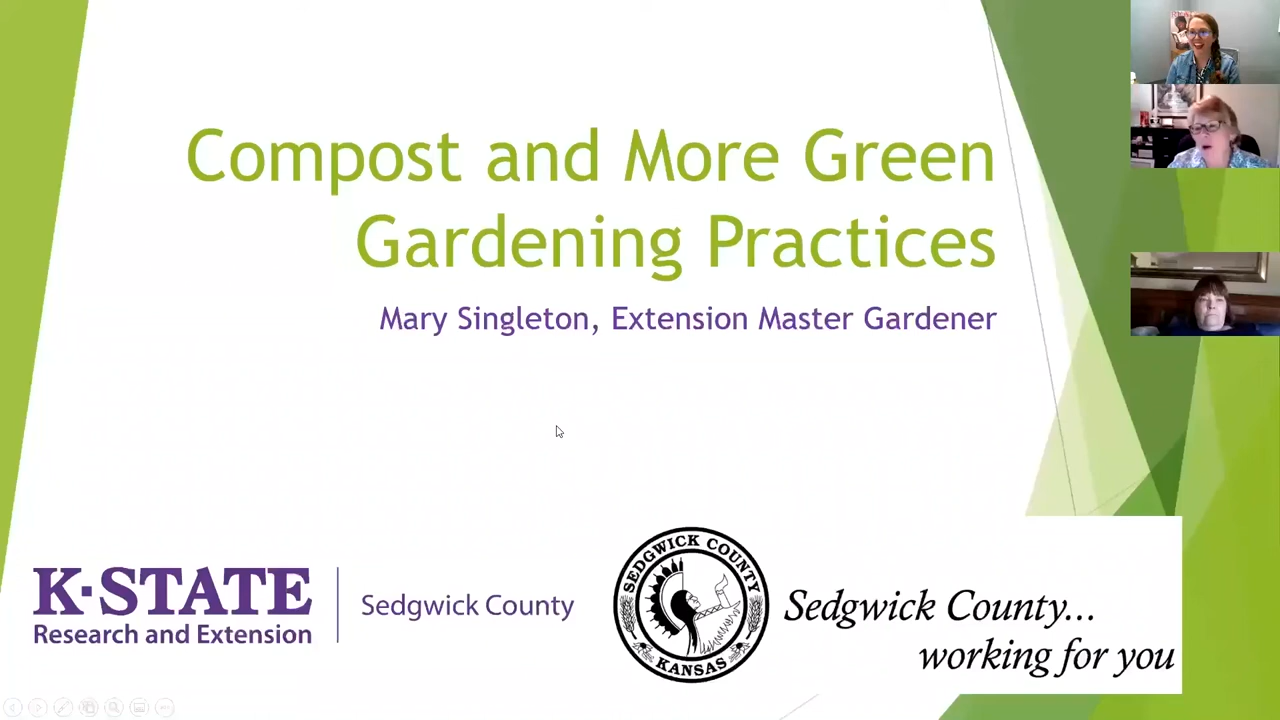 Compost and More Green
Gardening Practices
Mary Singleton, Extension Master Gardener
K·STATE
Research and Extension
Sedgwick County
SEDGWICK COUNTY
KANSAS
Sedgwick County...
working for you